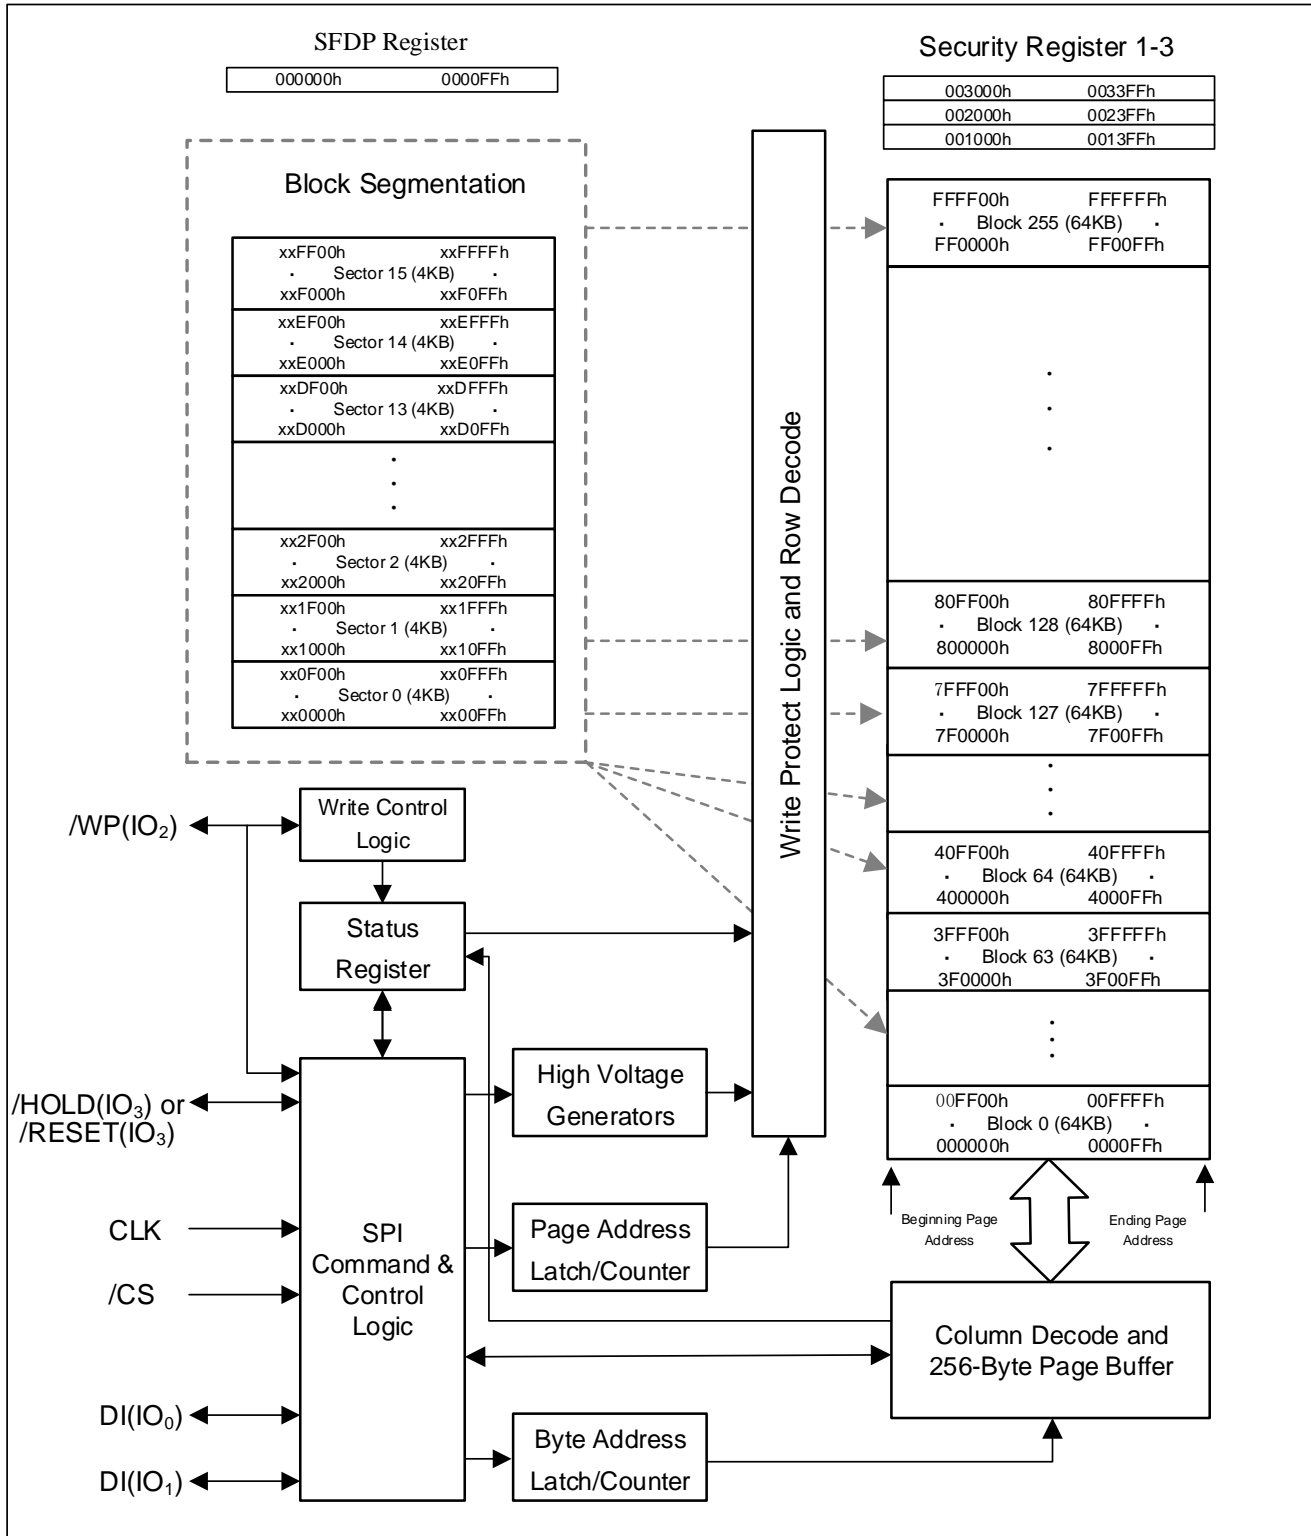 SFDP Register
000000h 0000FFh
Security Register 1-3
003000h 0033FFh
002000h 0023FFh
001000h 0013FFh
Block Segmentation
xxFF00h xxFFFFh
· Sector 15 (4KB) ·
xxF000h xxF0FFh
xxEF00h xxEFFFh
· Sector 14 (4KB) ·
xxE000h xxE0FFh
xxDF00h xxDFFFh
· Sector 13 (4KB) ·
xxD000h xxD0FFh
xx2F00h xx2FFFh
· Sector 2 (4KB) ·
xx2000h xx20FFh
xx1F00h xx1FFFh
· Sector 1 (4KB) ·
xx1000h xx10FFh
xx0F00h xx0FFFh
· Sector 0 (4KB) ·
xx0000h xx00FFh
Write Protect Logic and Row Decode
FFFF00h FFFFFFh
· Block 255 (64KB) ·
FF0000h FF00FFh
80FF00h 80FFFFh
· Block 128 (64KB) ·
800000h 8000FFh
7FFF00h 7FFFFFh
· Block 127 (64KB) ·
7F0000h 7F00FFh
40FF00h 40FFFFh
· Block 64 (64KB) ·
400000h 4000FFh
3FFF00h 3FFFFFh
· Block 63 (64KB) ·
3F0000h 3F00FFh
00FF00h 00FFFFh
· Block 0 (64KB) ·
000000h 0000FFh
Beginning Page
Address
Ending Page
Address
/WP(IO₂)
Write Control
Logic
Status
Register
/HOLD(IO₃) or
/RESET(IO₃)
CLK
/CS
DI(IO₀)
DI(IO₁)
SPI
Command &
Control
Logic
High Voltage
Generators
Page Address
Latch/Counter
Byte Address
Latch/Counter
Column Decode and
256-Byte Page Buffer